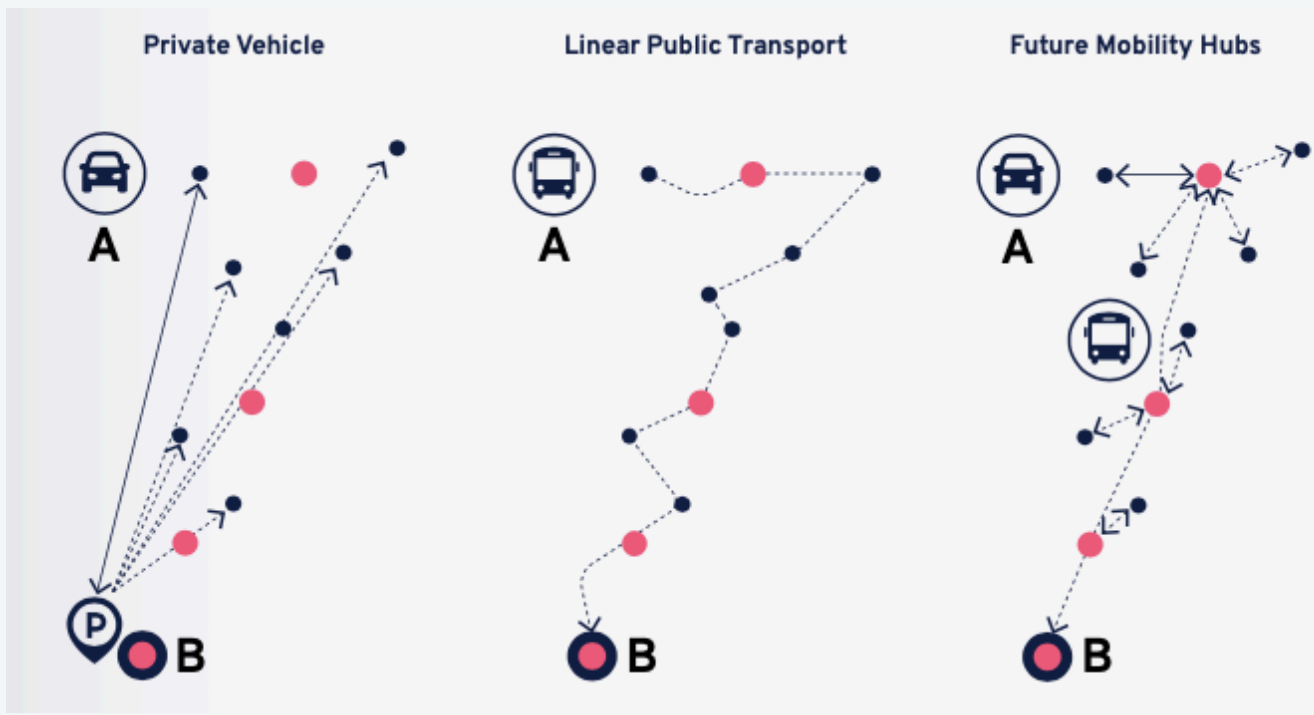 Private Vehicle
Linear Public Transport
Future Mobility Hubs
A
A
A
P
B
B
B